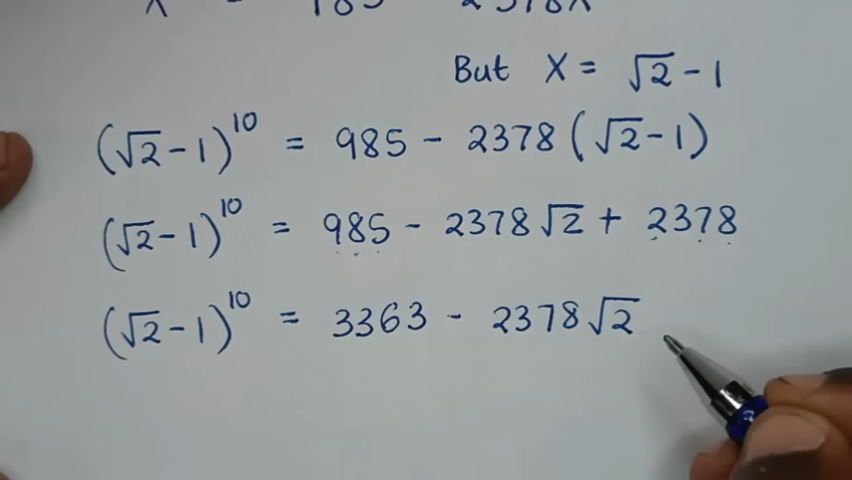 But X = √2 - 1
(√2 - 1)^10 = 985 - 2378 (√2 - 1)
(√2 - 1)^10 = 985 - 2378 √2 + 2378
(√2 - 1)^10 = 3363 - 2378 √2